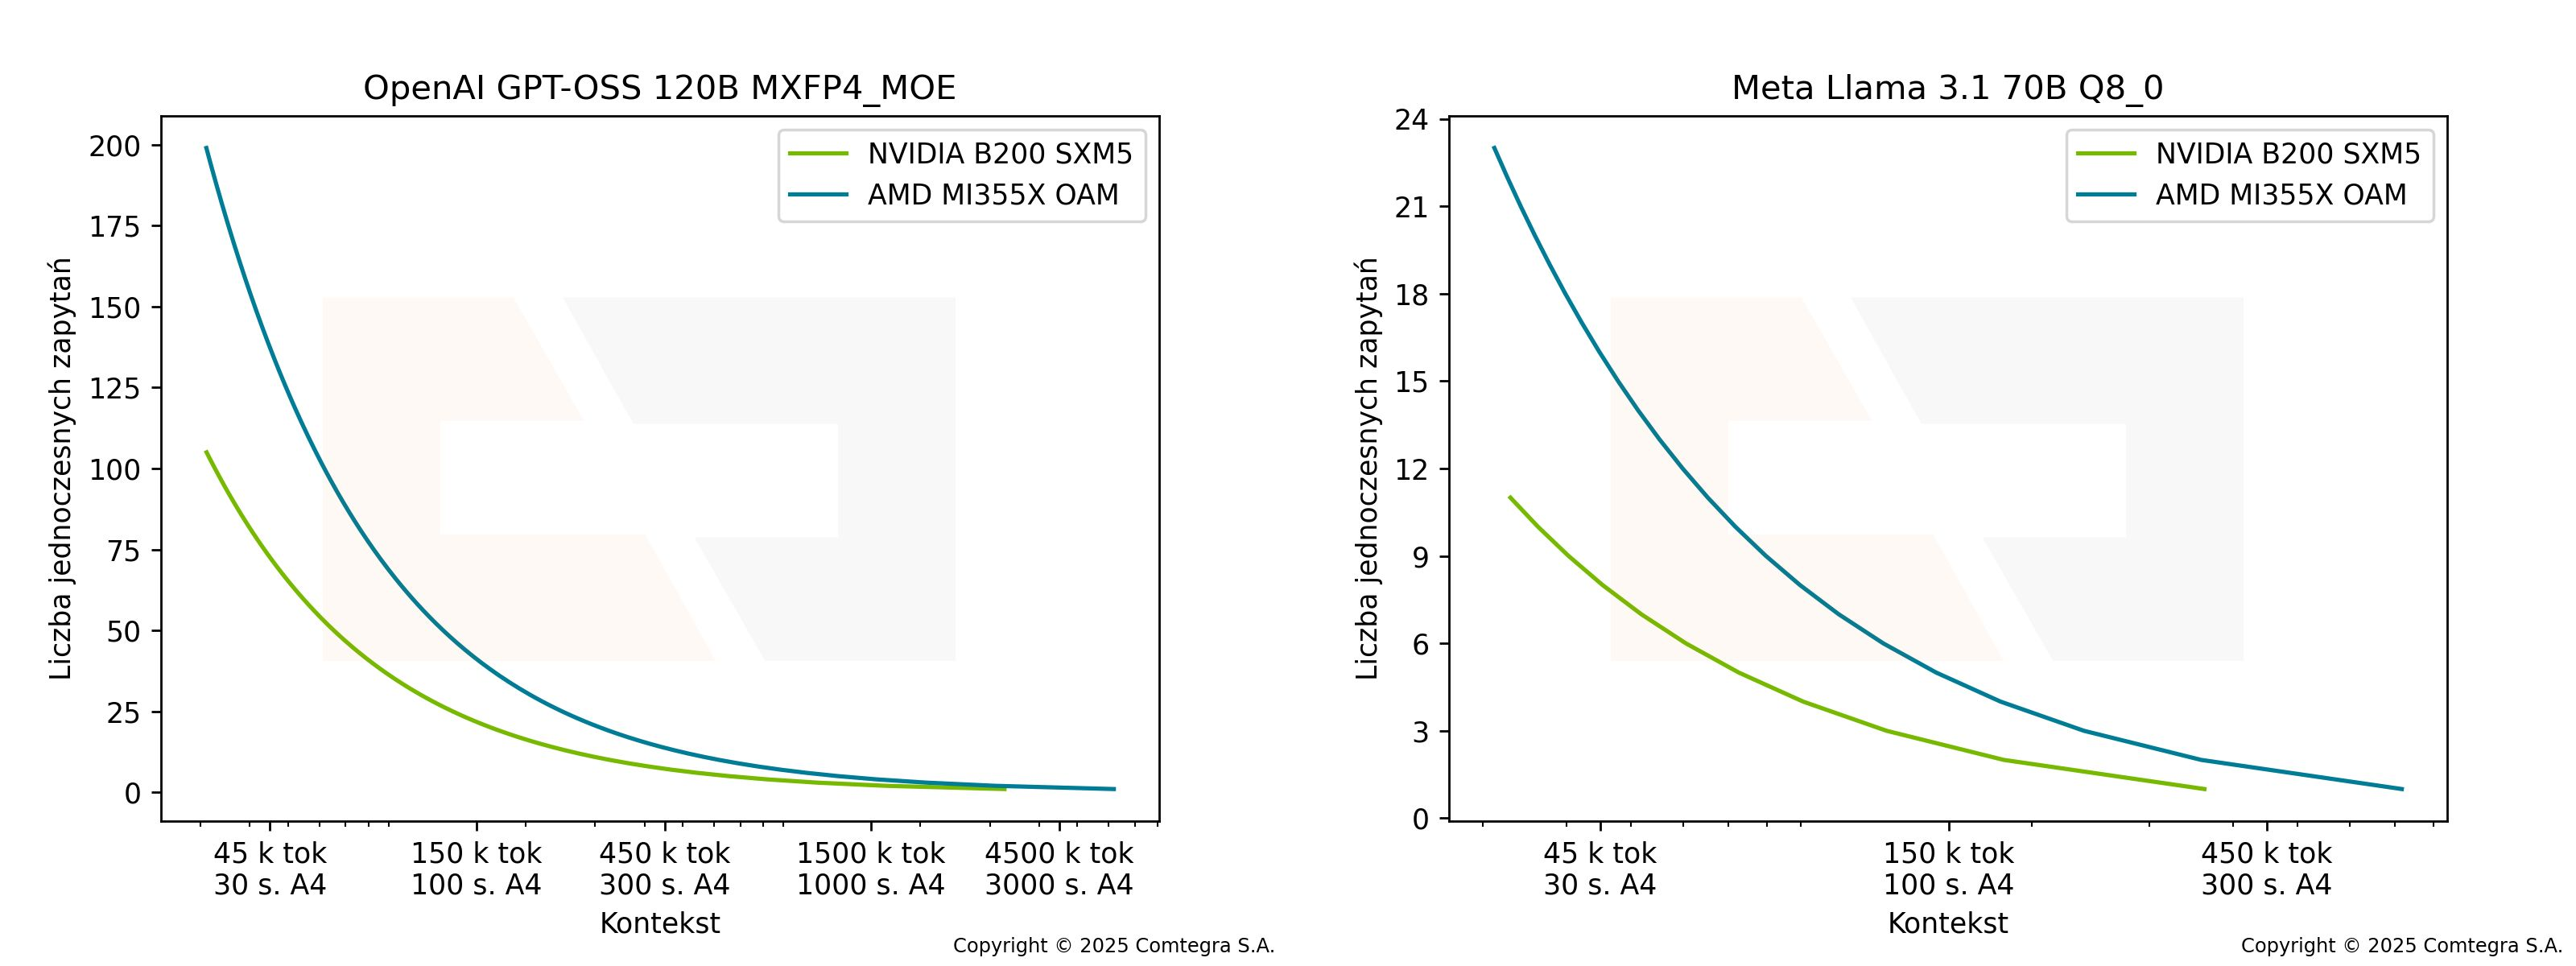 OpenAI GPT-OSS 120B MXFP4_MOE
NVIDIA B200 SXM5
AMD MI355X OAM
Liczba jednoczesnych zapytań
200
175
150
125
100
75
50
25
0
45 k tok
30 s. A4
150 k tok
100 s. A4
450 k tok
300 s. A4
1500 k tok
1000 s. A4
4500 k tok
3000 s. A4
Kontekst
Copyright © 2025 Comtegra S.A.
Meta Llama 3.1 70B Q8_0
NVIDIA B200 SXM5
AMD MI355X OAM
Liczba jednoczesnych zapytań
24
21
18
15
12
9
6
3
0
45 k tok
30 s. A4
150 k tok
100 s. A4
450 k tok
300 s. A4
Kontekst
Copyright © 2025 Comtegra S.A.